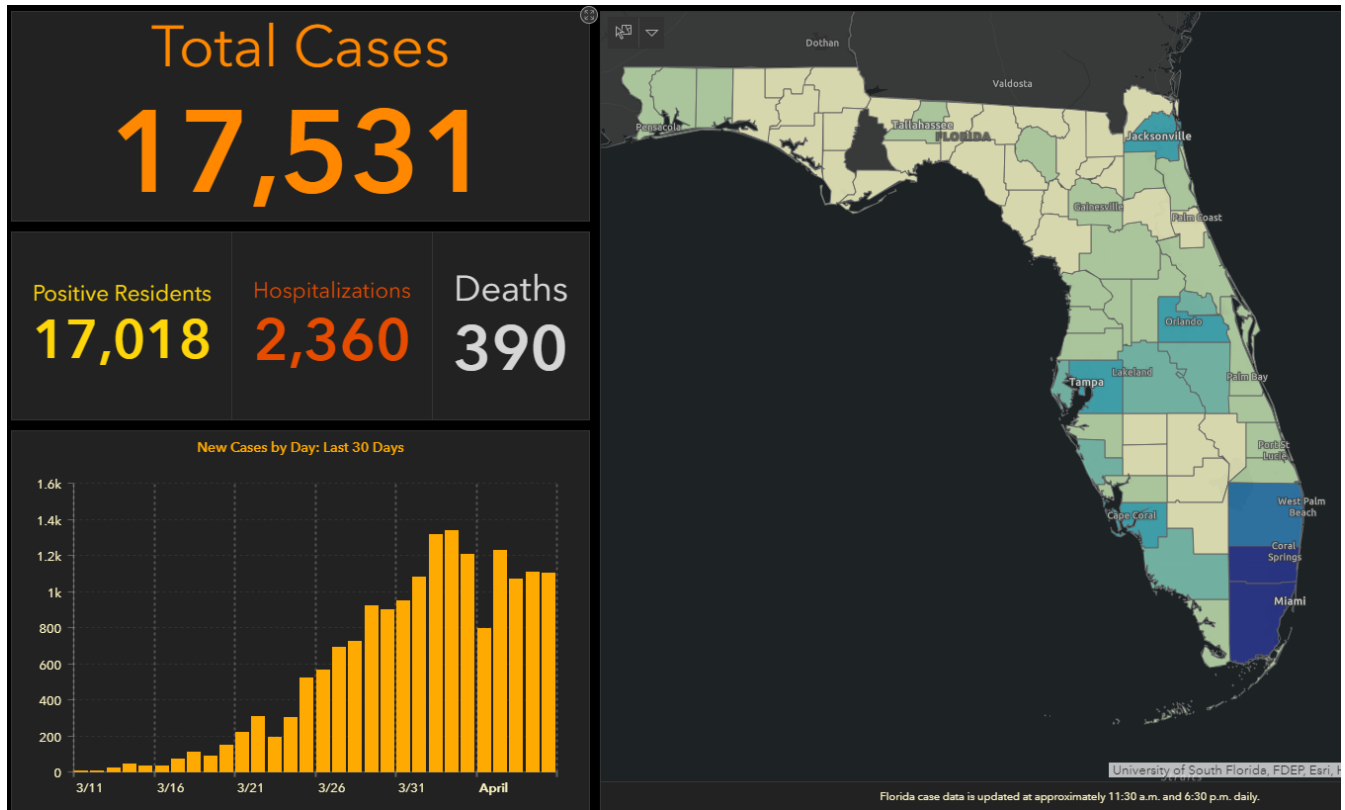 Total Cases
17,531
Positive Residents
17,018
Hospitalizations
2,360
Deaths
390
New Cases by Day: Last 30 Days
1.6k
1.4k
1.2k
1k
800
600
400
200
0
3/11
3/16
3/21
3/26
3/31
April
Dothan
Valdosta
Pensacola
Tallahassee
FLORIDA
Jacksonville
Gainesville
Palm Coast
Orlando
Tampa
Lakeland
Palm Bay
Port St
Lucie
West Palm
Beach
Cape Coral
Coral
Springs
Miami
University of South Florida, FDEP, Esri, H
Florida case data is updated at approximately 11:30 a.m. and 6:30 p.m. daily.